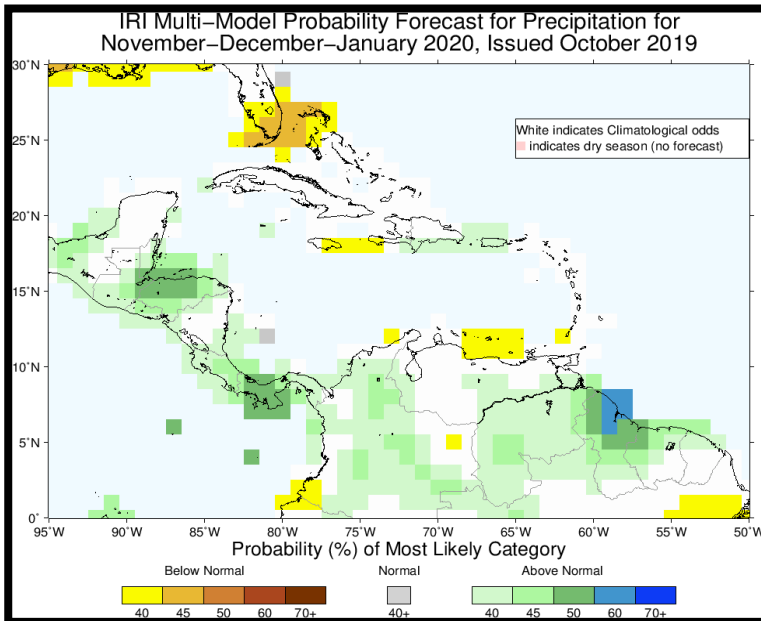 IRI Multi-Model Probability Forecast for Precipitation for
November-December-January 2020, Issued October 2019
30˚N
25˚N
20˚N
15˚N
10˚N
5˚N
0˚
White indicates Climatological odds
indicates dry season (no forecast)
95˚W 90˚W 85˚W 80˚W 75˚W 70˚W 65˚W 60˚W 55˚W 50˚W
Probability (%) of Most Likely Category
Below Normal Normal Above Normal
40 45 50 60 70+ 40+ 40 45 50 60 70+